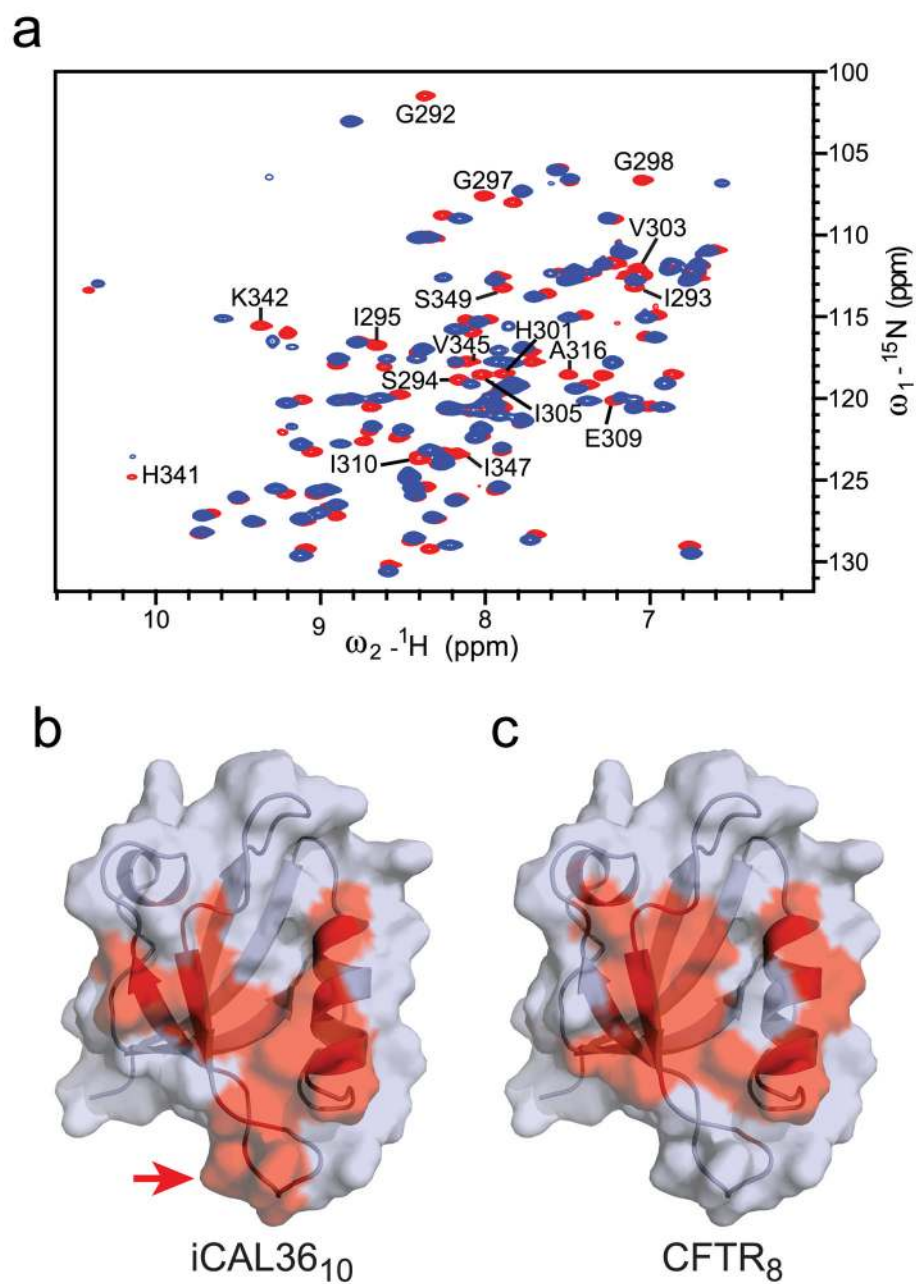 a
100
G292
105
G297
G298
110
V303
K342
S349
I293
115
I295
V345
H301
A316
S294
I305
120
E309
H341
I310
I347
125
130
10
9
8
7
ω2 - 1H (ppm)
ω1 - 15N (ppm)
b
c
iCAL3610
CFTR8